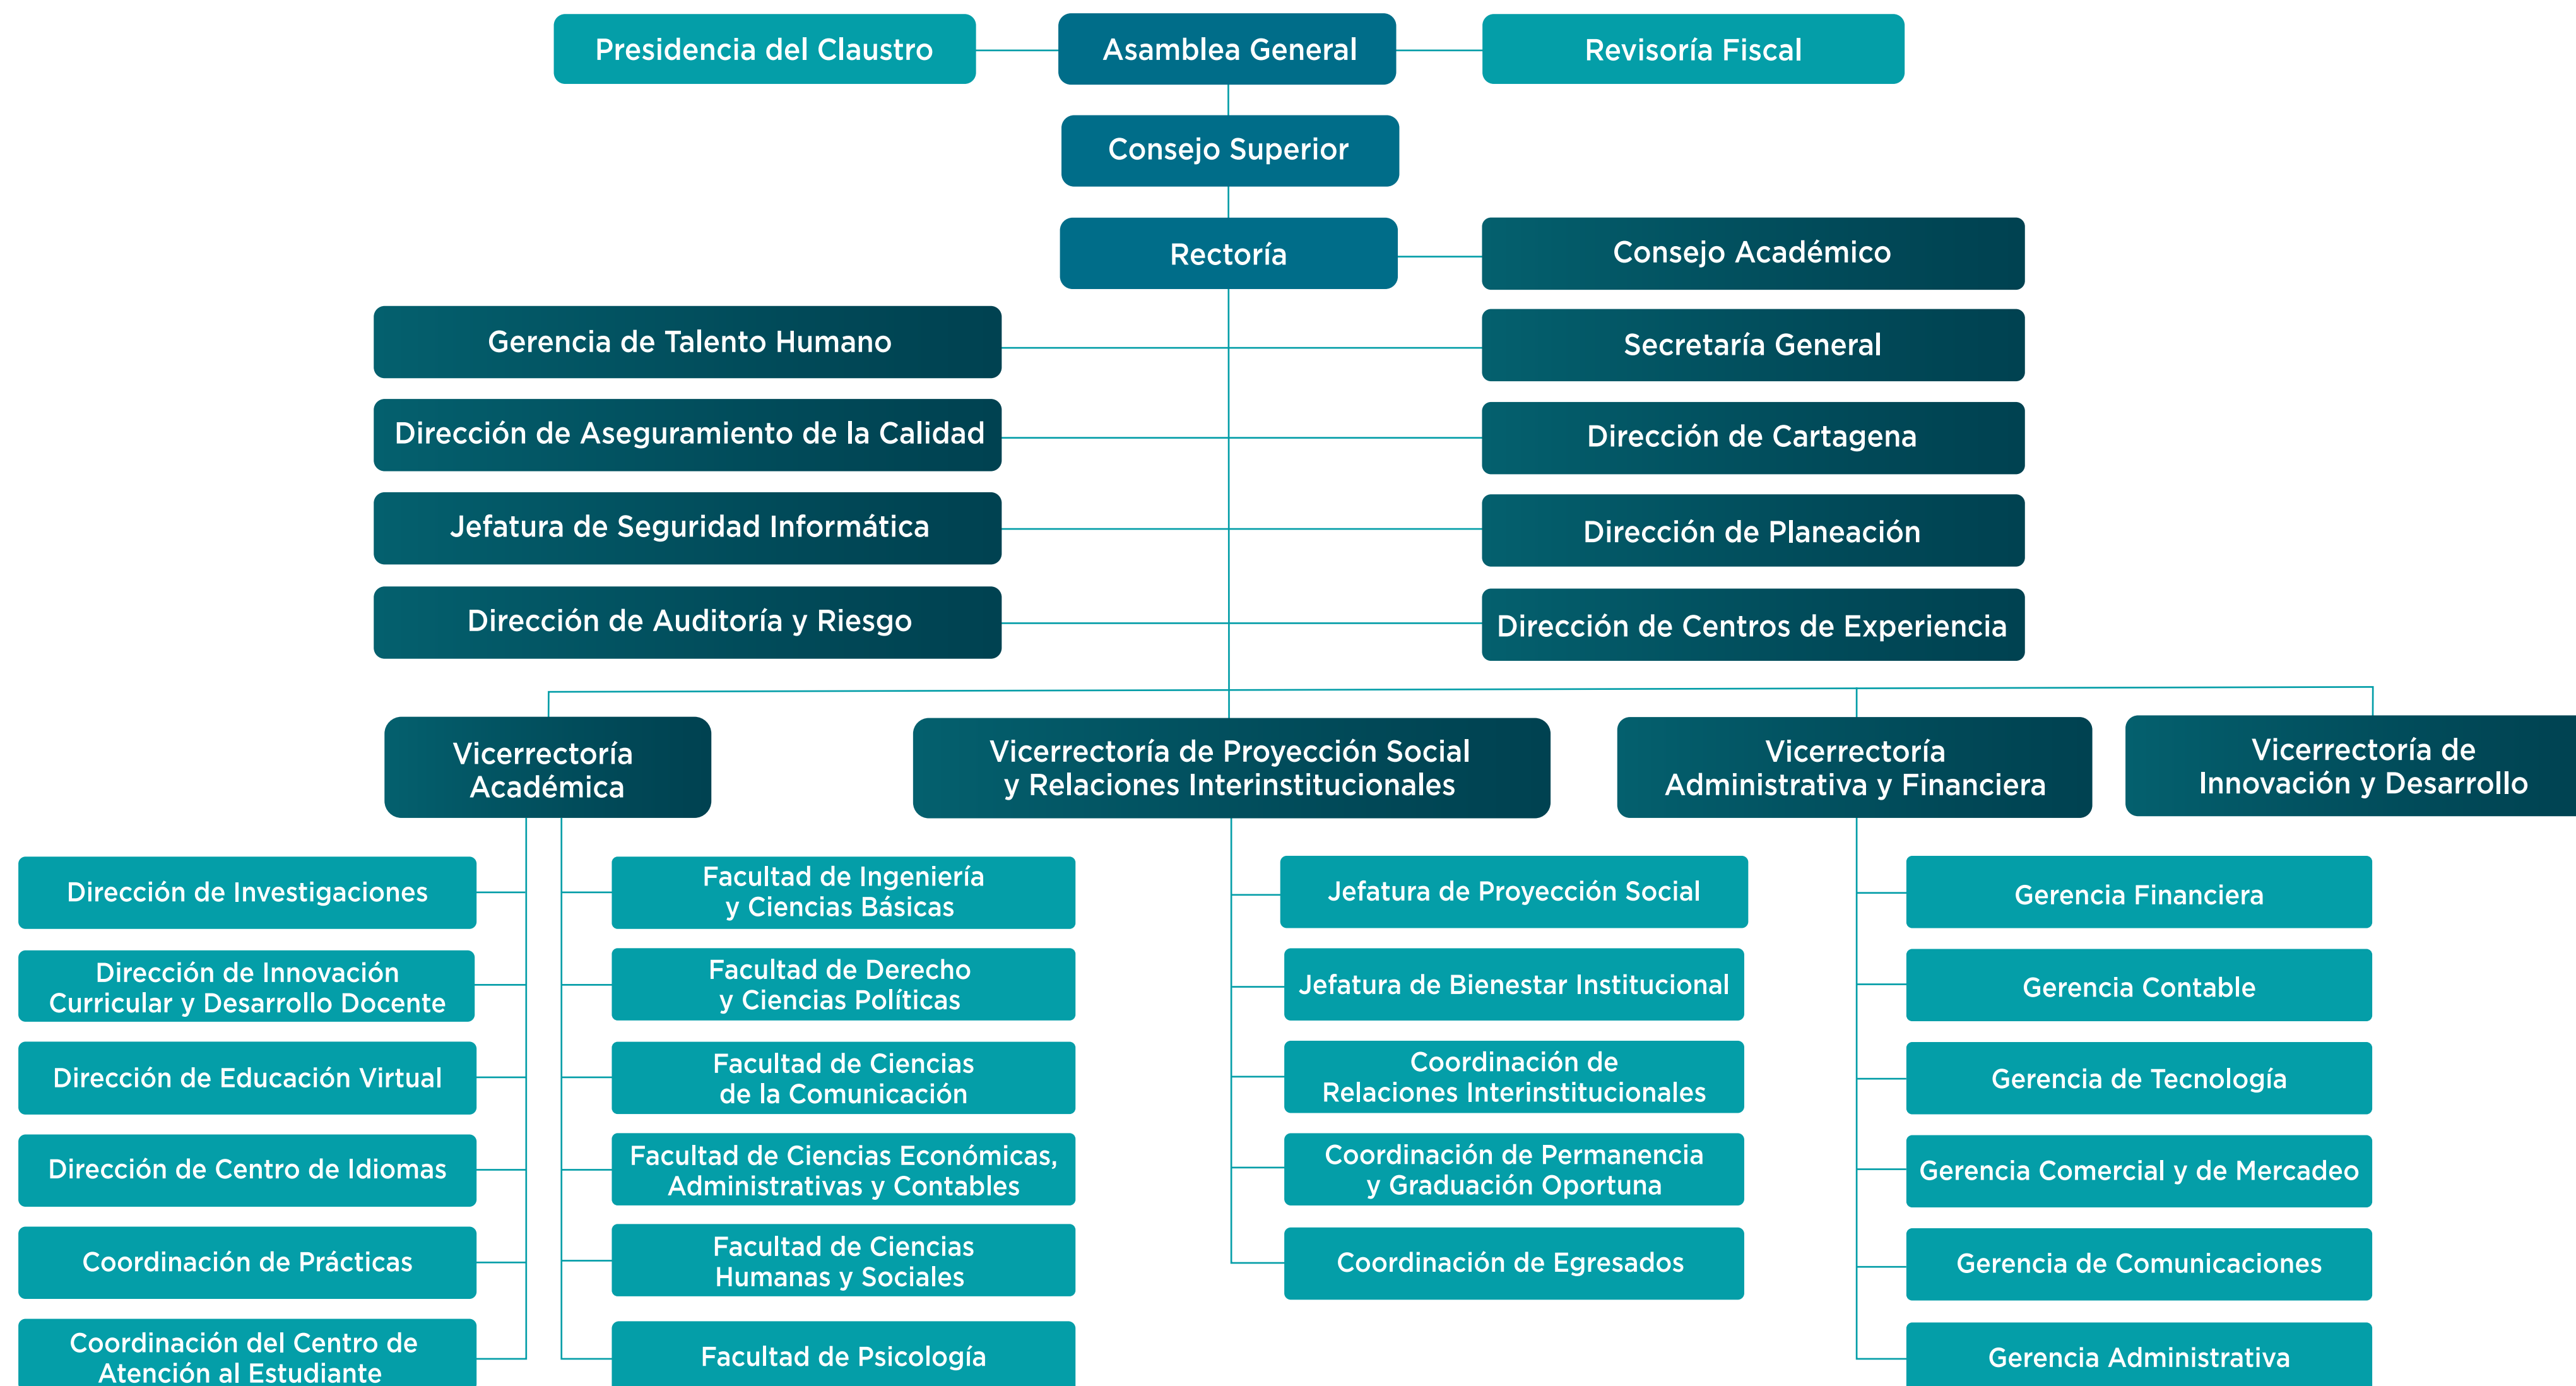 Presidencia del Claustro
Asamblea General
Revisoría Fiscal
Consejo Superior
Rectoría
Consejo Académico
Gerencia de Talento Humano
Secretaría General
Dirección de Aseguramiento de la Calidad
Dirección de Cartagena
Jefatura de Seguridad Informática
Dirección de Planeación
Dirección de Auditoría y Riesgo
Dirección de Centros de Experiencia
Vicerrectoría
Académica
Vicerrectoría de Proyección Social
y Relaciones Interinstitucionales
Vicerrectoría
Administrativa y Financiera
Vicerrectoría de
Innovación y Desarrollo
Dirección de Investigaciones
Dirección de Innovación
Curricular y Desarrollo Docente
Dirección de Educación Virtual
Dirección de Centro de Idiomas
Coordinación de Prácticas
Coordinación del Centro de
Atención al Estudiante
Facultad de Ingeniería
y Ciencias Básicas
Facultad de Derecho
y Ciencias Políticas
Facultad de Ciencias
de la Comunicación
Facultad de Ciencias Económicas,
Administrativas y Contables
Facultad de Ciencias
Humanas y Sociales
Facultad de Psicología
Jefatura de Proyección Social
Jefatura de Bienestar Institucional
Coordinación de
Relaciones Interinstitucionales
Coordinación de Permanencia
y Graduación Oportuna
Coordinación de Egresados
Gerencia Financiera
Gerencia Contable
Gerencia de Tecnología
Gerencia Comercial y de Mercadeo
Gerencia de Comunicaciones
Gerencia Administrativa